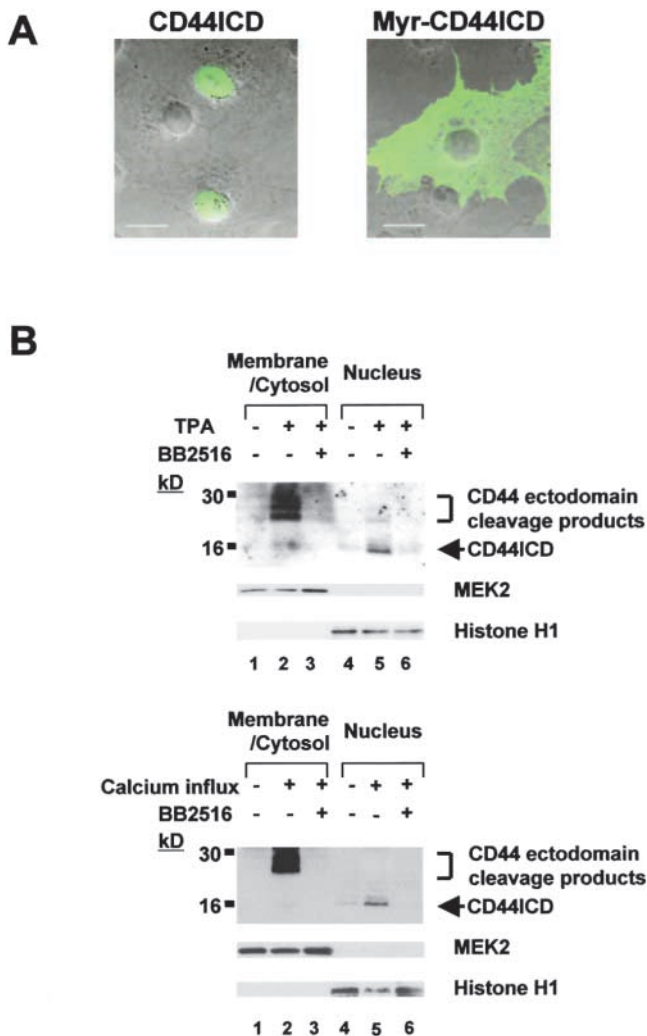 A
CD44ICD Myr-CD44ICD
B
Membrane /Cytosol Nucleus
TPA - + + - + +
BB2516 - - + - - +
kD
30
CD44 ectodomain cleavage products
16
CD44ICD
MEK2
Histone H1
1 2 3 4 5 6
Membrane /Cytosol Nucleus
Calcium influx - + + - + +
BB2516 - - + - - +
kD
30
CD44 ectodomain cleavage products
16
CD44ICD
MEK2
Histone H1
1 2 3 4 5 6